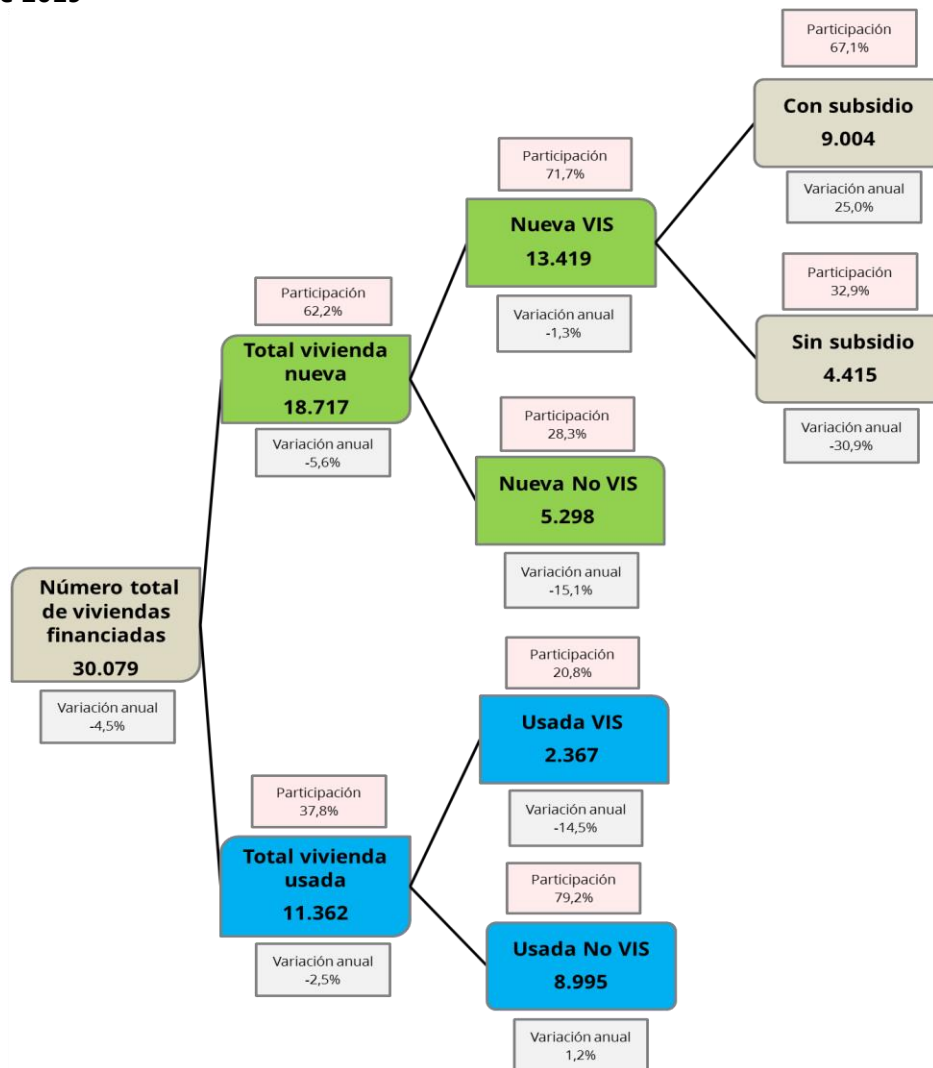 Participación
67,1%
Con subsidio
9.004
Variación anual
25,0%
Participación
71,7%
Nueva VIS
13.419
Variación anual
-1,3%
Participación
32,9%
Sin subsidio
4.415
Variación anual
-30,9%
Participación
62,2%
Total vivienda
nueva
18.717
Variación anual
-5,6%
Participación
28,3%
Nueva No VIS
5.298
Variación anual
-15,1%
Número total
de viviendas
financiadas
30.079
Variación anual
-4,5%
Participación
20,8%
Usada VIS
2.367
Variación anual
-14,5%
Participación
37,8%
Total vivienda
usada
11.362
Variación anual
-2,5%
Participación
79,2%
Usada No VIS
8.995
Variación anual
1,2%